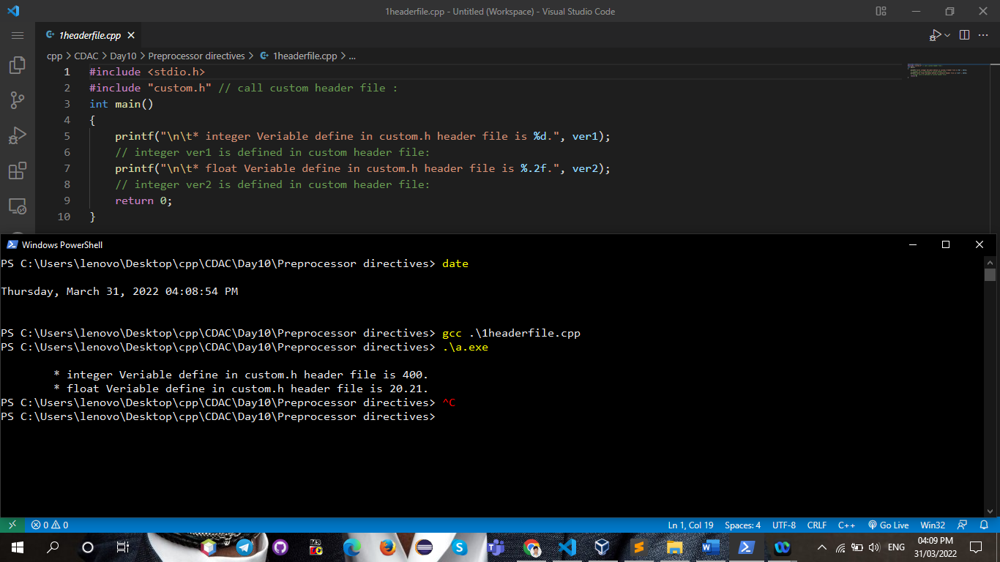 1headerfile.cpp - Untitled (Workspace) - Visual Studio Code
1headerfile.cpp
cpp > CDAC > Day10 > Preprocessor directives > 1headerfile.cpp > ...
1 #include <stdio.h>
2 #include "custom.h" // call custom header file :
3 int main()
4 {
5 printf("\n\t* integer Veriable define in custom.h header file is %d.", ver1);
6 // integer ver1 is defined in custom header file:
7 printf("\n\t* float Veriable define in custom.h header file is %.2f.", ver2);
8 // integer ver2 is defined in custom header file:
9 return 0;
10 }
Windows PowerShell
PS C:\Users\lenovo\Desktop\cpp\CDAC\Day10\Preprocessor directives> date
Thursday, March 31, 2022 04:08:54 PM
PS C:\Users\lenovo\Desktop\cpp\CDAC\Day10\Preprocessor directives> gcc .\1headerfile.cpp
PS C:\Users\lenovo\Desktop\cpp\CDAC\Day10\Preprocessor directives> .\a.exe
* integer Veriable define in custom.h header file is 400.
* float Veriable define in custom.h header file is 20.21.
PS C:\Users\lenovo\Desktop\cpp\CDAC\Day10\Preprocessor directives> ^C
PS C:\Users\lenovo\Desktop\cpp\CDAC\Day10\Preprocessor directives>
0 0 Ln 1, Col 19 Spaces: 4 UTF-8 CRLF C++ Go Live Win32
ENG 04:09 PM
31/03/2022